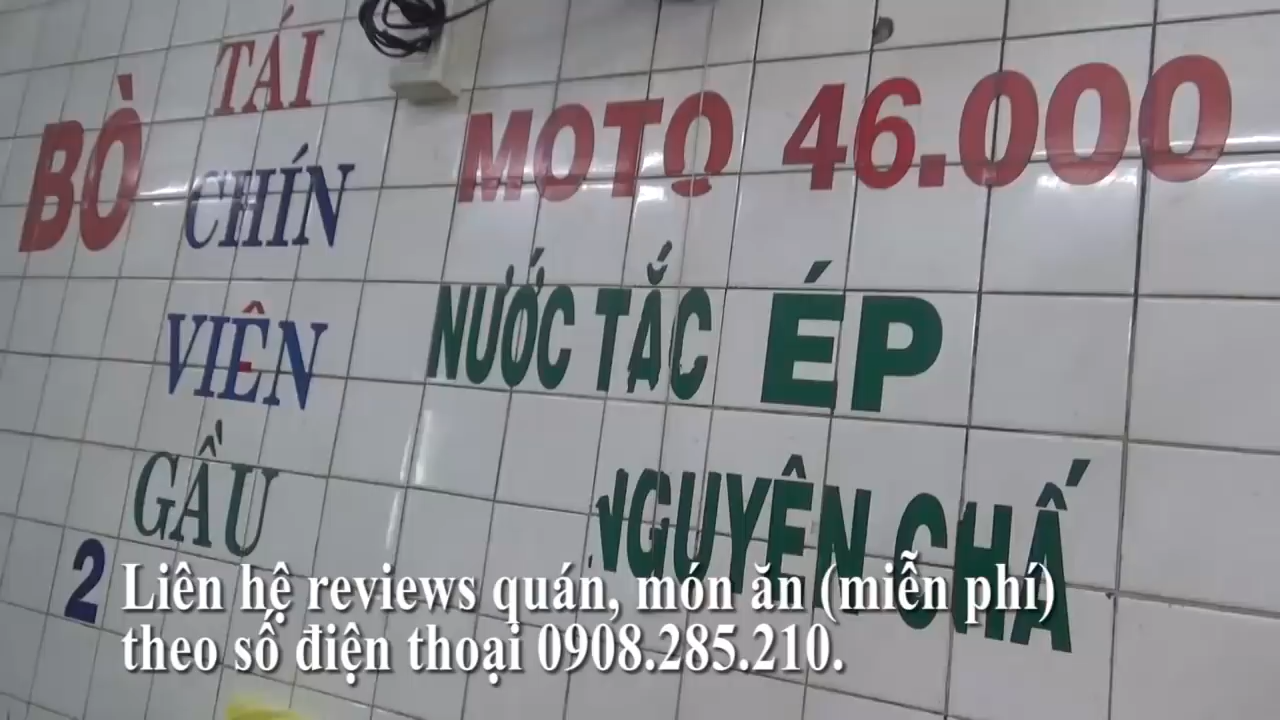 BÒ
TÁI
CHÍN
VIÊN
GẦU
2
MOTO 46.000
NƯỚC TẮC ÉP
NGUYÊN CHẤ
Liên hệ reviews quán, món ăn (miễn phí)
theo số điện thoại 0908.285.210.